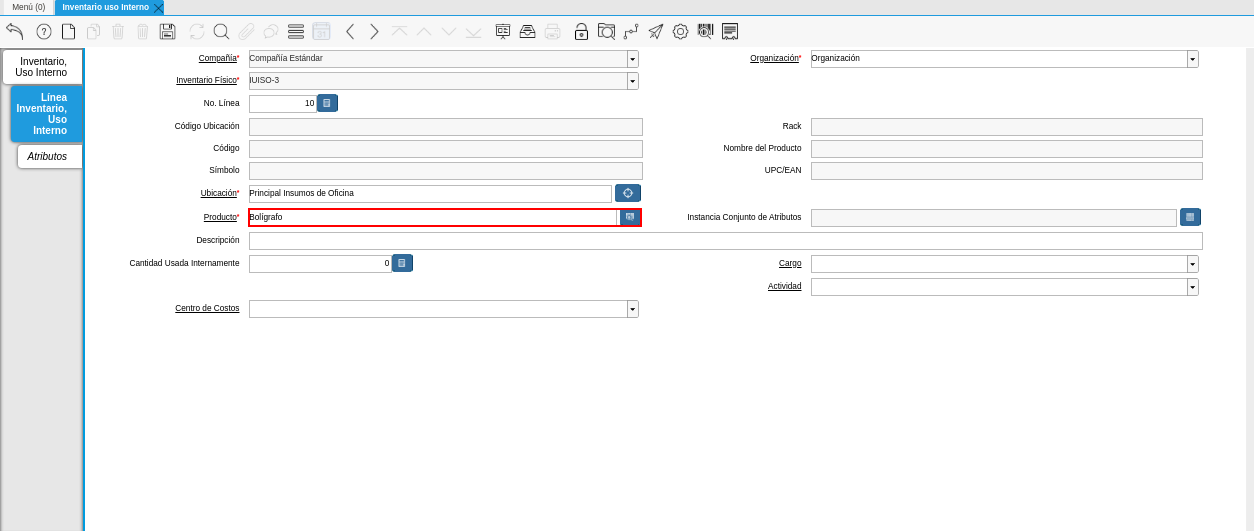 Menú (0)
Inventario uso Interno
Inventario,
Uso Interno
Línea
Inventario,
Uso
Interno
Atributos
Compañía* Compañía Estándar
Organización* Organización
Inventario Físico* IUISO-3
No. Línea 10
Código Ubicación
Rack
Código
Nombre del Producto
Símbolo
UPC/EAN
Ubicación* Principal Insumos de Oficina
Producto* Bolígrafo
Instancia Conjunto de Atributos
Descripción
Cantidad Usada Internamente 0
Cargo
Actividad
Centro de Costos